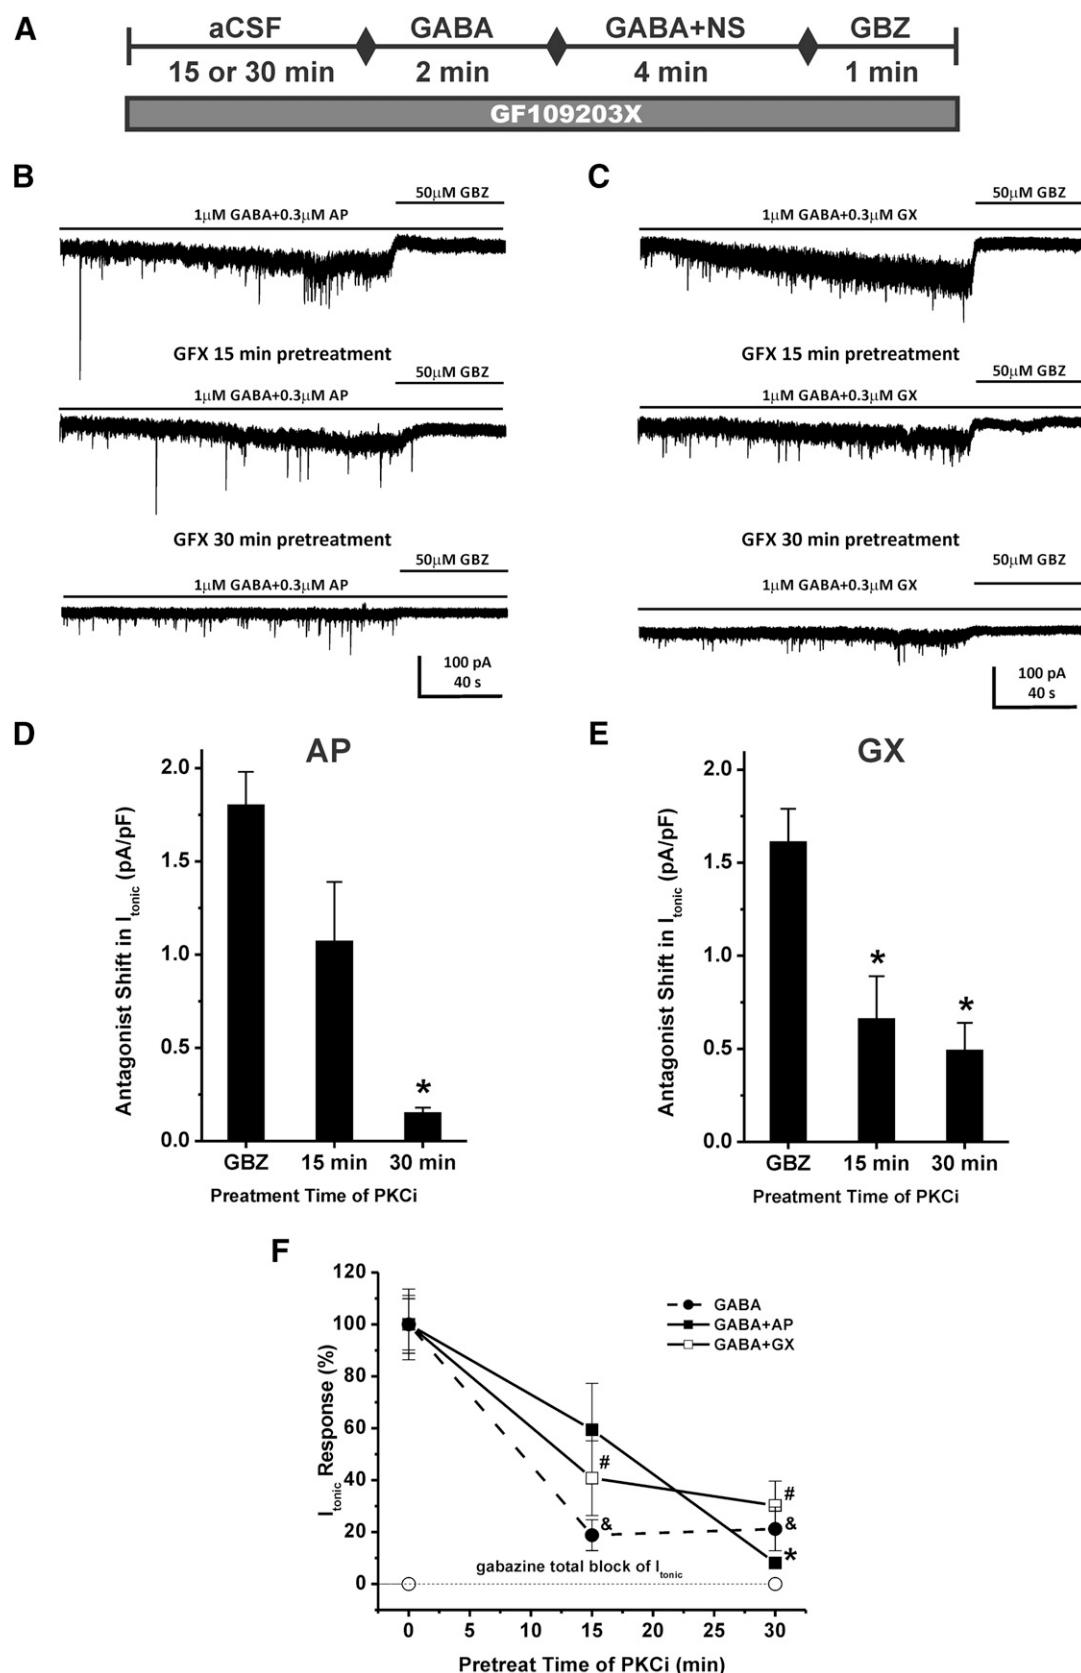 A
aCSF GABA GABA+NS GBZ
15 or 30 min 2 min 4 min 1 min
GF109203X
B
50µM GBZ
1µM GABA+0.3µM AP
GFX 15 min pretreatment
50µM GBZ
1µM GABA+0.3µM AP
GFX 30 min pretreatment
50µM GBZ
1µM GABA+0.3µM AP
100 pA
40 s
C
50µM GBZ
1µM GABA+0.3µM GX
GFX 15 min pretreatment
50µM GBZ
1µM GABA+0.3µM GX
GFX 30 min pretreatment
50µM GBZ
1µM GABA+0.3µM GX
100 pA
40 s
D
AP
Antagonist Shift in Itonic (pA/pF)
2.0
1.5
1.0
0.5
0.0
*
GBZ 15 min 30 min
Preatment Time of PKCi
E
GX
Antagonist Shift in Itonic (pA/pF)
2.0
1.5
1.0
0.5
0.0
* *
GBZ 15 min 30 min
Preatment Time of PKCi
F
Itonic Response (%)
120
100
80
60
40
20
0
GABA
GABA+AP
GABA+GX
# #
& &
*
gabazine total block of Itonic
0 5 10 15 20 25 30
Pretreat Time of PKCi (min)